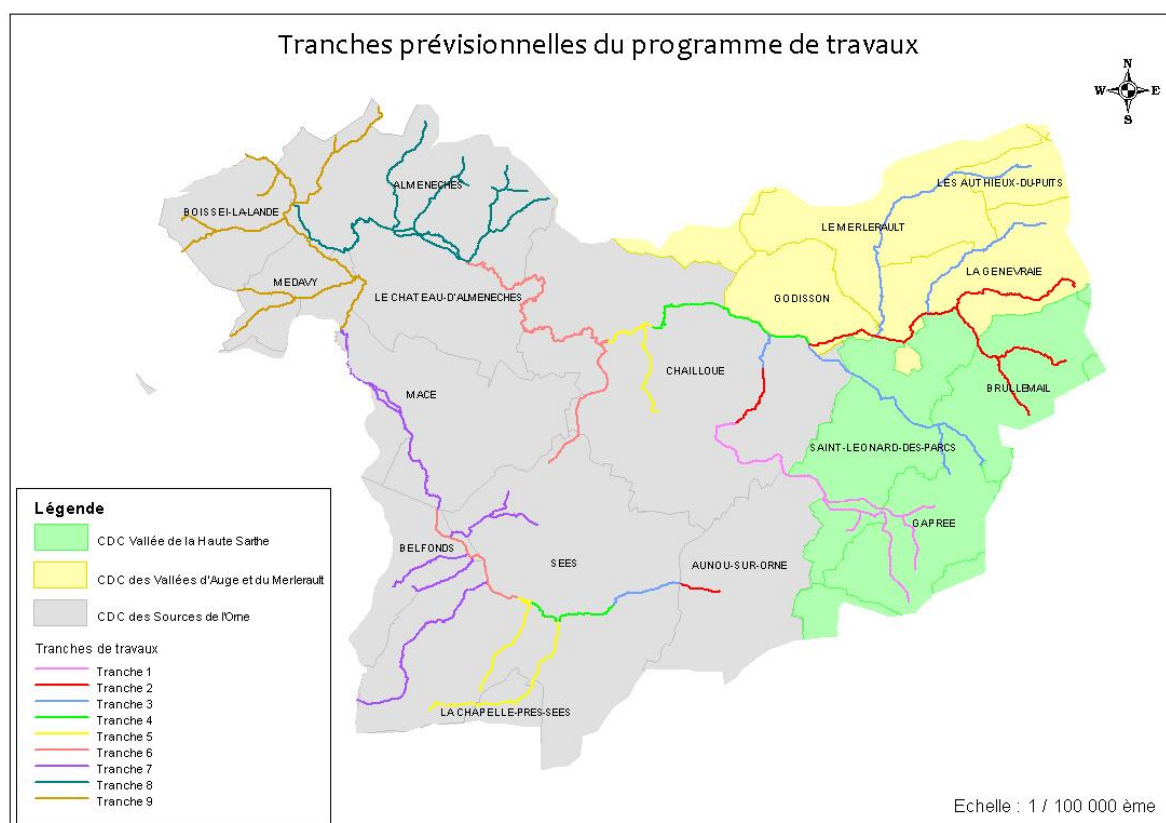 Tranches prévisionnelles du programme de travaux
N
W E
S
ALMENECHES
LES AUTHIEUX-DU-PUITS
BOISSEI-LA-LANDE
LE MERLERAULT
LA GENEVRAIE
MEDAVY
LE CHATEAU-D'ALMENECHES
GODISSON
CHAILLOUE
BRULLEMAIL
MACE
SAINT-LEONARD-DES-PARCS
GAPREE
BELFONDS
SEES
AUNOU-SUR-ORNE
LA CHAPELLE-PRES-SEES
Légende
CDC Vallée de la Haute Sarthe
CDC des Vallées d'Auge et du Merlerault
CDC des Sources de l'Orne
Tranches de travaux
Tranche 1
Tranche 2
Tranche 3
Tranche 4
Tranche 5
Tranche 6
Tranche 7
Tranche 8
Tranche 9
Echelle : 1 / 100 000 ème